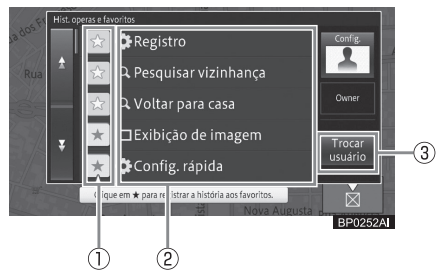 Hist. operas e favoritos
Registro
Pesquisar vizinhança
Voltar para casa
Exibição de imagem
Config. rápida
Config.
Owner
Trocar
usuário
Rua
Clique em ★ para registrar a história aos favoritos.
Nova Augusta
BP0252AI
①
②
③